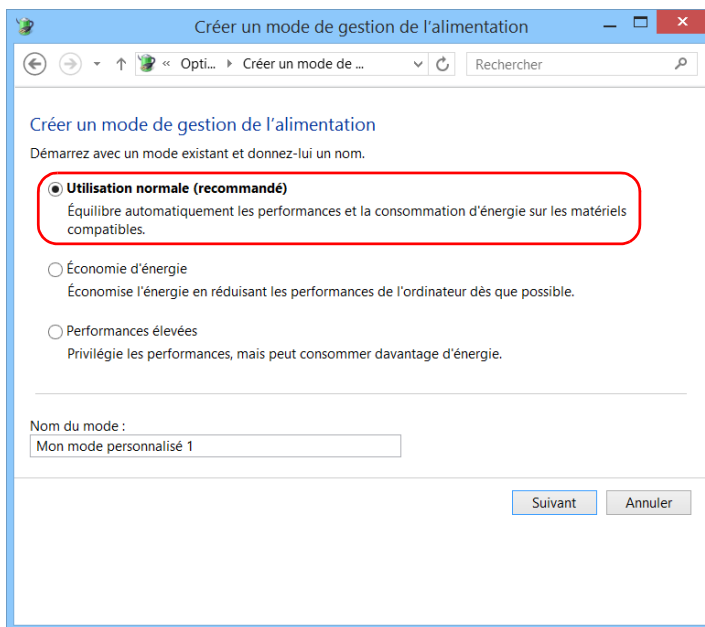 Créer un mode de gestion de l'alimentation
« Opti... Créer un mode de ... Rechercher
Créer un mode de gestion de l'alimentation
Démarrez avec un mode existant et donnez-lui un nom.
Utilisation normale (recommandé)
Équilibre automatiquement les performances et la consommation d'énergie sur les matériels
compatibles.
Économie d'énergie
Économise l'énergie en réduisant les performances de l'ordinateur dès que possible.
Performances élevées
Privilégie les performances, mais peut consommer davantage d'énergie.
Nom du mode :
Mon mode personnalisé 1
Suivant Annuler